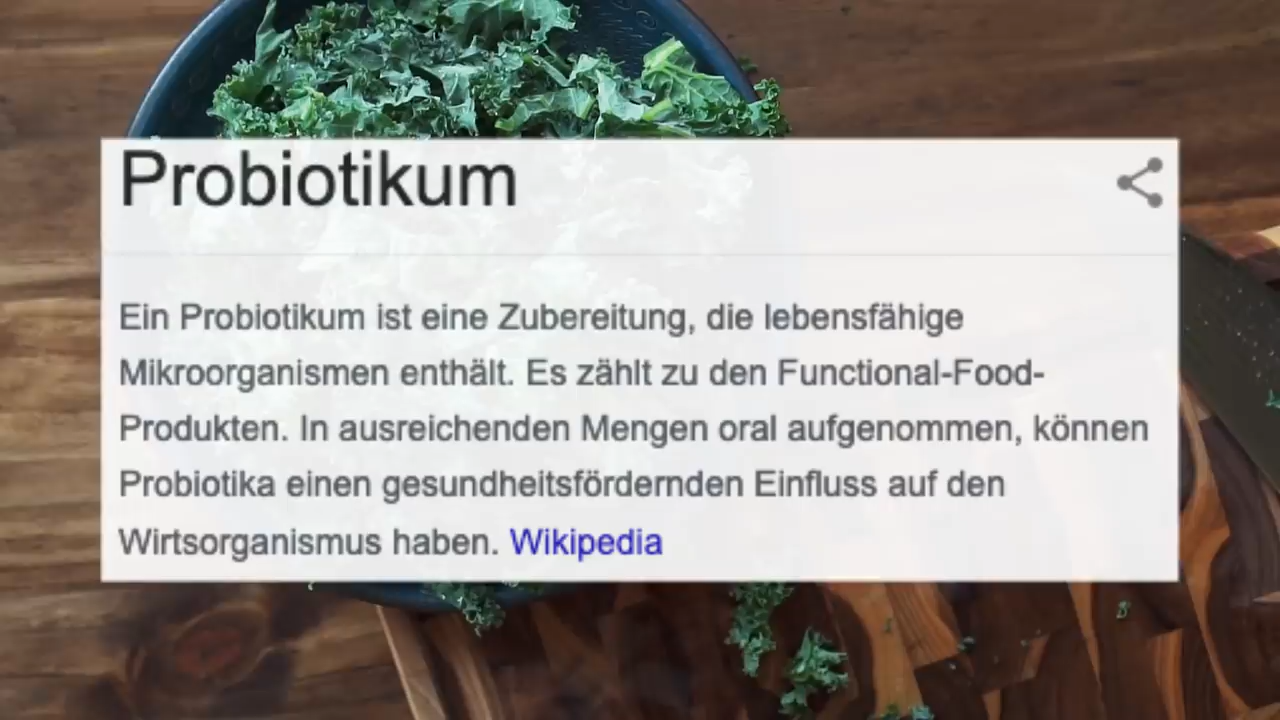 Probiotikum
Ein Probiotikum ist eine Zubereitung, die lebensfähige
Mikroorganismen enthält. Es zählt zu den Functional-Food-
Produkten. In ausreichenden Mengen oral aufgenommen, können
Probiotika einen gesundheitsfördernden Einfluss auf den
Wirtsorganismus haben. Wikipedia